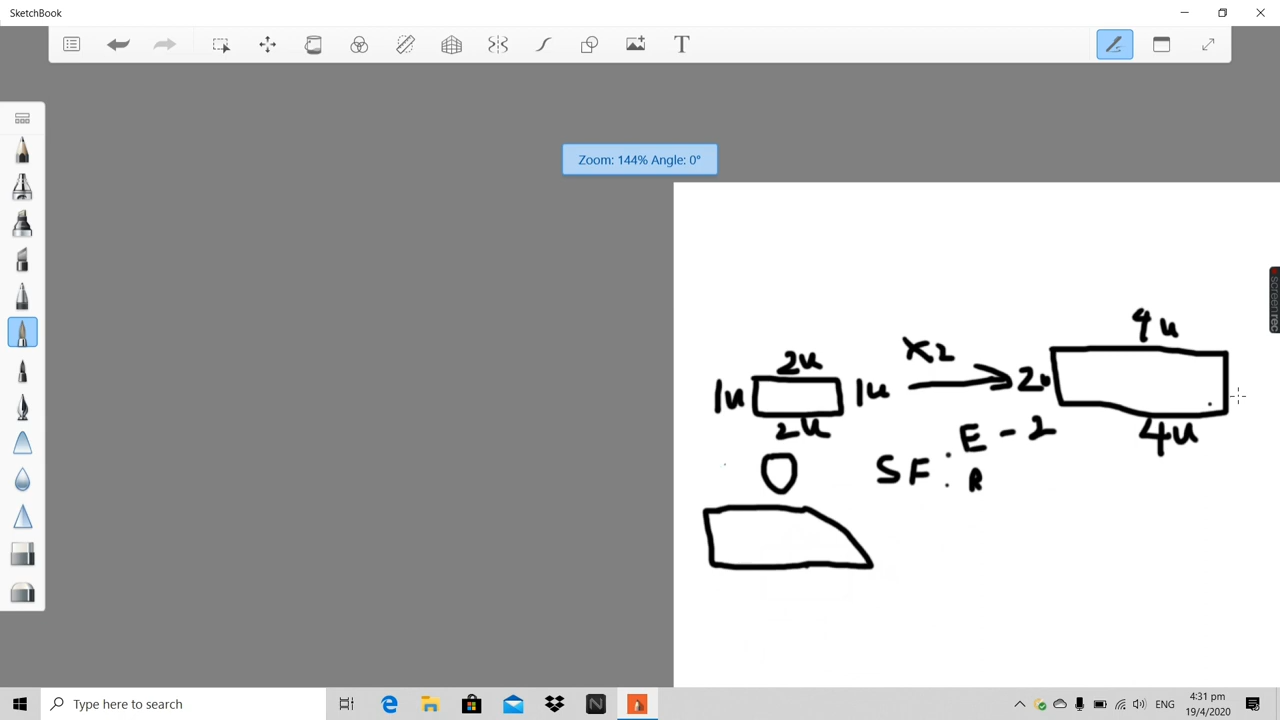 SketchBook
T
Zoom: 144% Angle: 0°
screenrec
4u
x2
2u
1u
1u
2u
2u
4u
E - 2
SF:
R
Type here to search
ENG
4:31 pm
19/4/2020